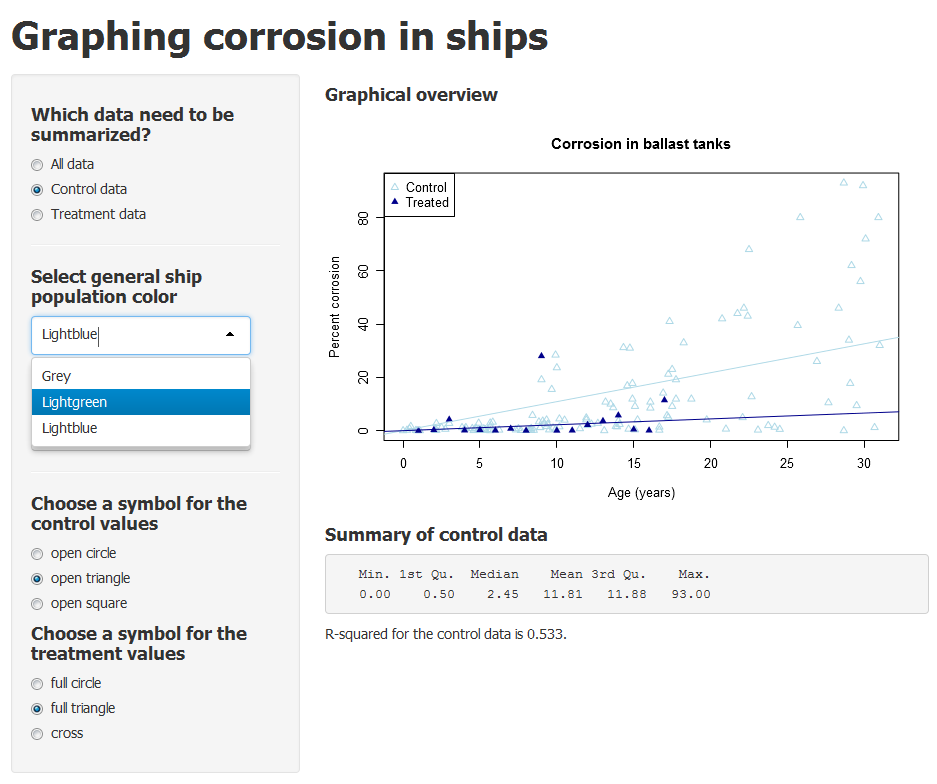 Graphing corrosion in ships
Which data need to be
summarized?
All data
Control data
Treatment data
Select general ship
population color
Lightblue
Grey
Lightgreen
Lightblue
Choose a symbol for the
control values
open circle
open triangle
open square
Choose a symbol for the
treatment values
full circle
full triangle
cross
Graphical overview
Corrosion in ballast tanks
Control
Treated
Percent corrosion
80
60
40
20
0
0 5 10 15 20 25 30
Age (years)
Summary of control data
Min. 1st Qu. Median Mean 3rd Qu. Max.
0.00 0.50 2.45 11.81 11.88 93.00
R-squared for the control data is 0.533.